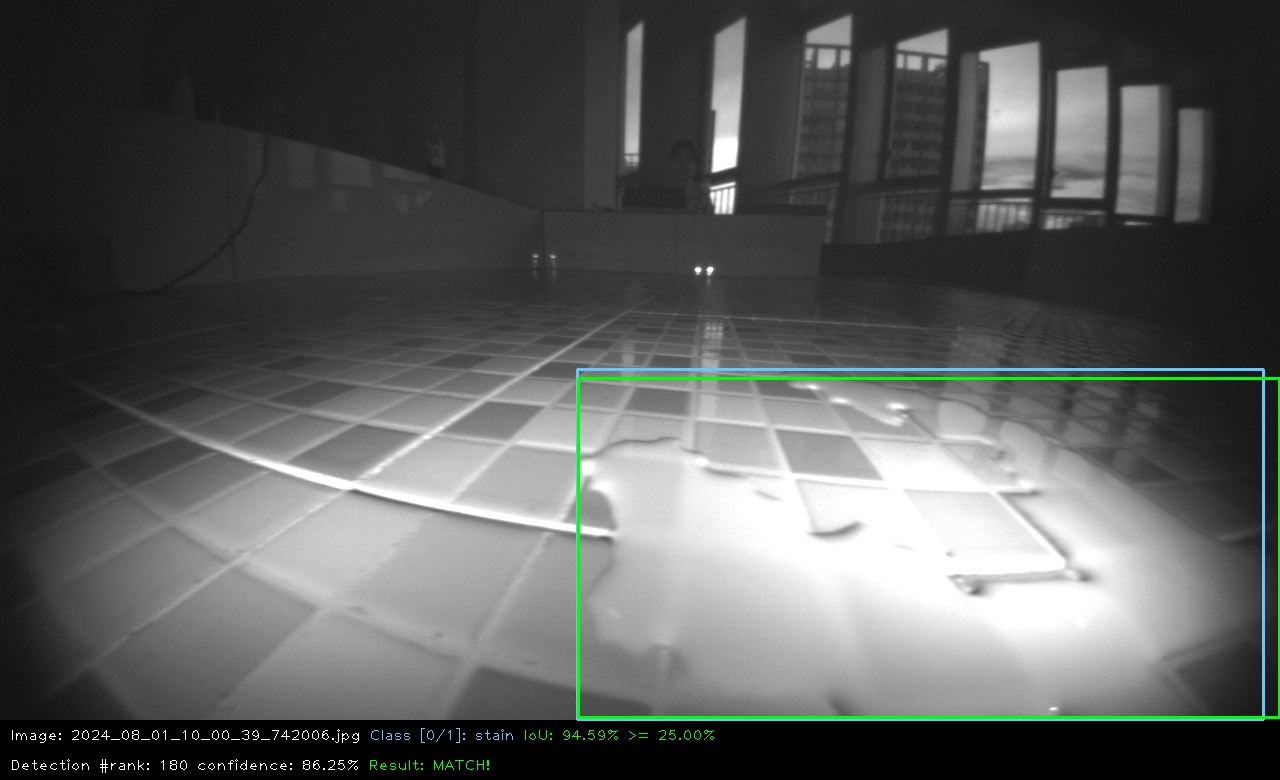 Image: 2024_08_01_10_00_39_742006.jpg Class [0/1]: stain IoU: 94.59% >= 25.00%
Detection #rank: 180 confidence: 86.25% Result: MATCH!